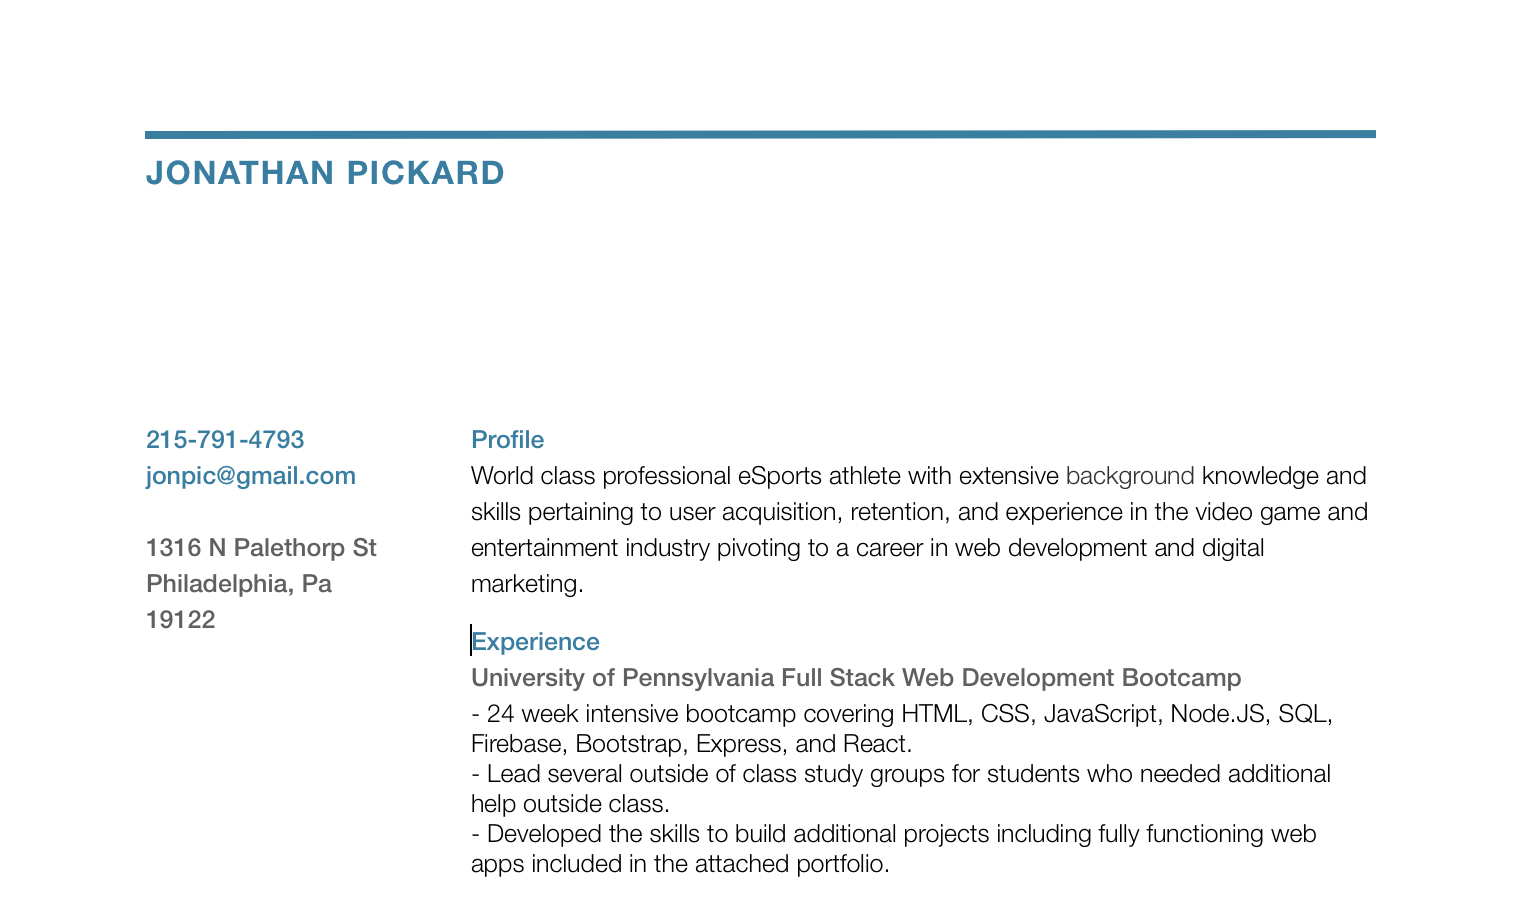 JONATHAN PICKARD
215-791-4793
jonpic@gmail.com
1316 N Palethorp St
Philadelphia, Pa
19122
Profile
World class professional eSports athlete with extensive background knowledge and
skills pertaining to user acquisition, retention, and experience in the video game and
entertainment industry pivoting to a career in web development and digital
marketing.
Experience
University of Pennsylvania Full Stack Web Development Bootcamp
- 24 week intensive bootcamp covering HTML, CSS, JavaScript, Node.JS, SQL,
Firebase, Bootstrap, Express, and React.
- Lead several outside of class study groups for students who needed additional
help outside class.
- Developed the skills to build additional projects including fully functioning web
apps included in the attached portfolio.